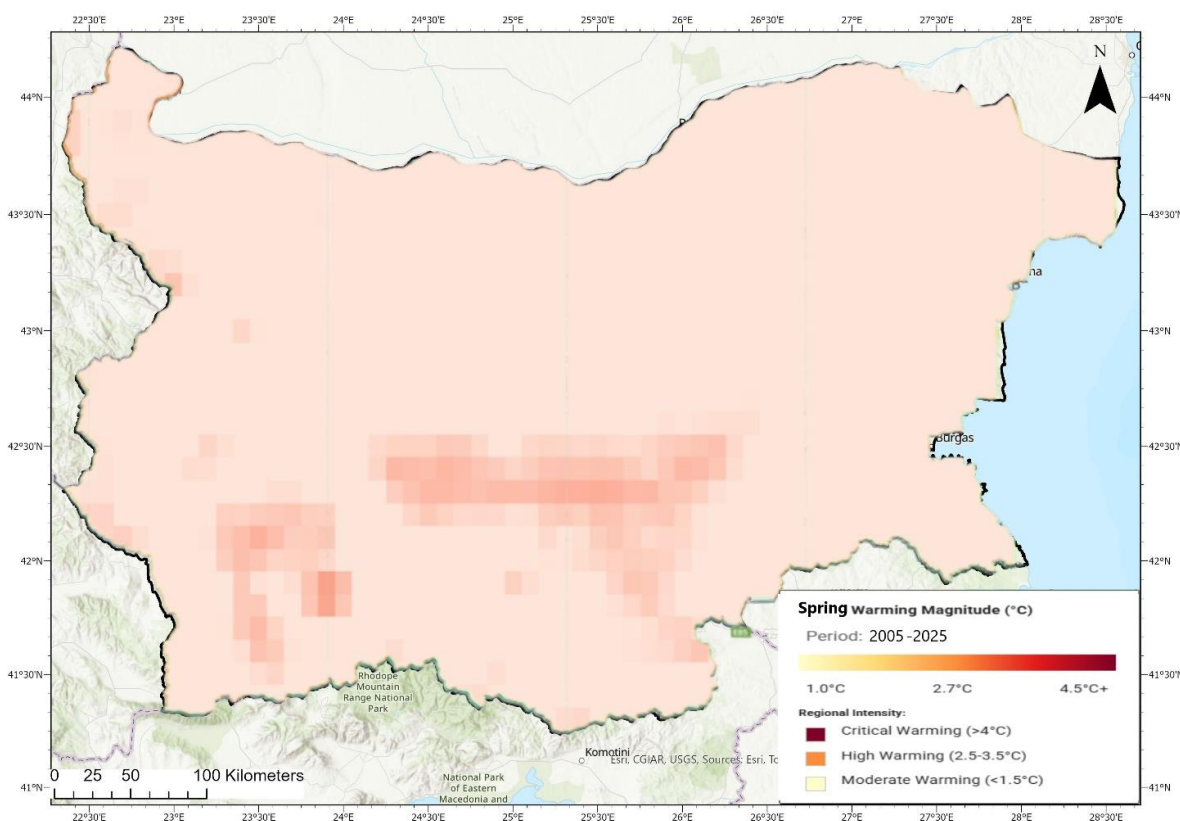 22°30'E 23°E 23°30'E 24°E 24°30'E 25°E 25°30'E 26°E 26°30'E 27°E 27°30'E 28°E 28°30'E
N
44°N 44°N
43°30'N 43°30'N
na
43°N 43°N
42°30'N 42°30'N
Burgas
42°N 42°N
Spring Warming Magnitude (°C)
Period: 2005-2025
1.0°C 2.7°C 4.5°C+
Regional Intensity:
Critical Warming (>4°C)
High Warming (2.5-3.5°C)
Moderate Warming (<1.5°C)
E85
41°30'N 41°30'N
Rhodope
Mountain
Range National
Park
Komotini
Esri, CGIAR, USGS, Sources: Esri, To
0 25 50 100 Kilometers
National Park
of Eastern
Macedonia and
41°N 41°N
22°30'E 23°E 23°30'E 24°E 24°30'E 25°E 25°30'E 26°E 26°30'E 27°E 27°30'E 28°E 28°30'E